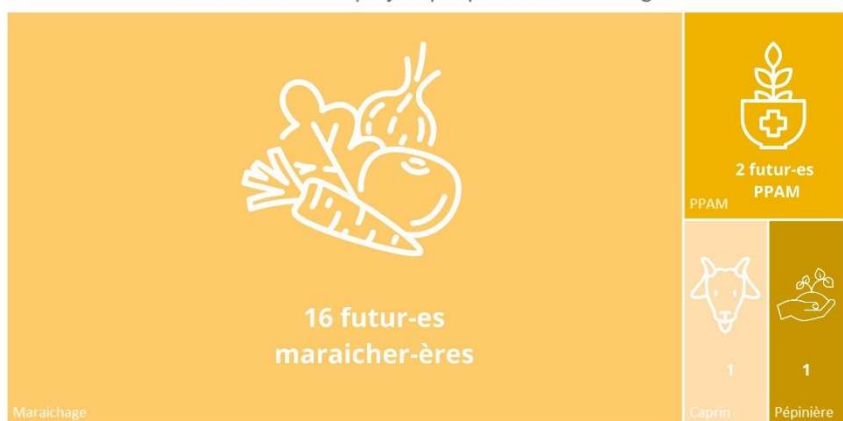 16 futur-es
maraicher-ères
Maraichage
2 futur-es
PPAM
PPAM
1
Caprin
1
Pépinière